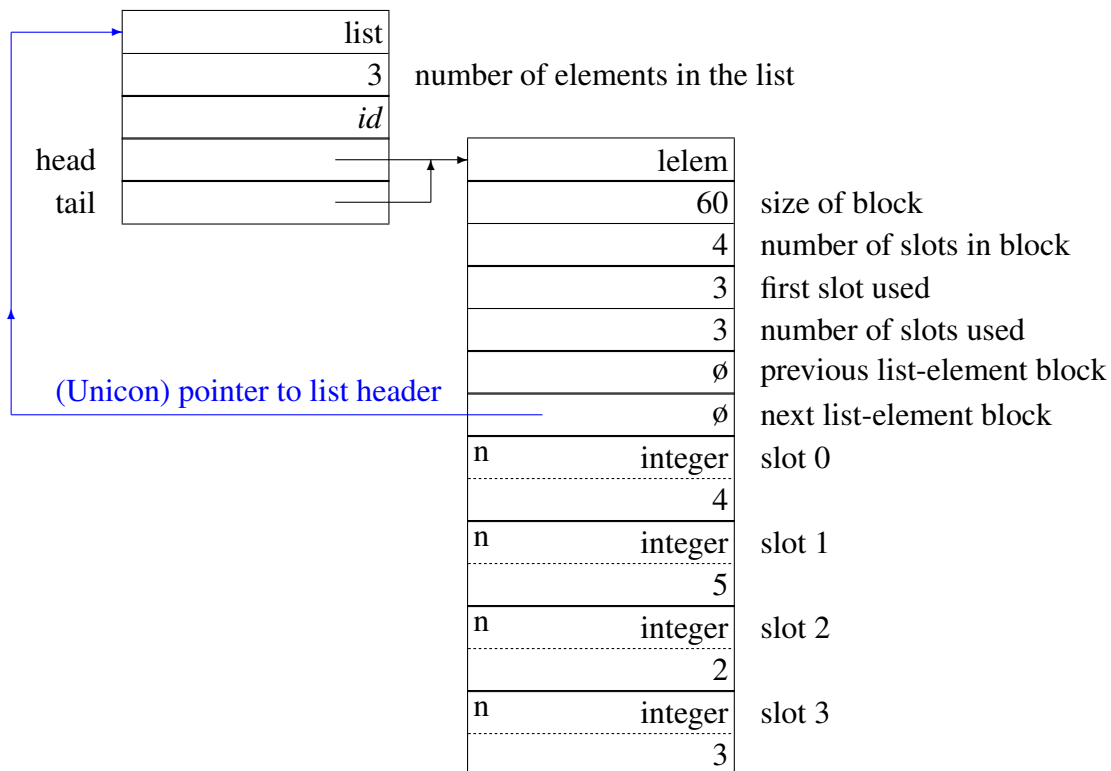 list
3 number of elements in the list
id
head
lelem
tail
60 size of block
4 number of slots in block
3 first slot used
3 number of slots used
ø previous list-element block
(Unicon) pointer to list header
ø next list-element block
n integer slot 0
4
n integer slot 1
5
n integer slot 2
2
n integer slot 3
3